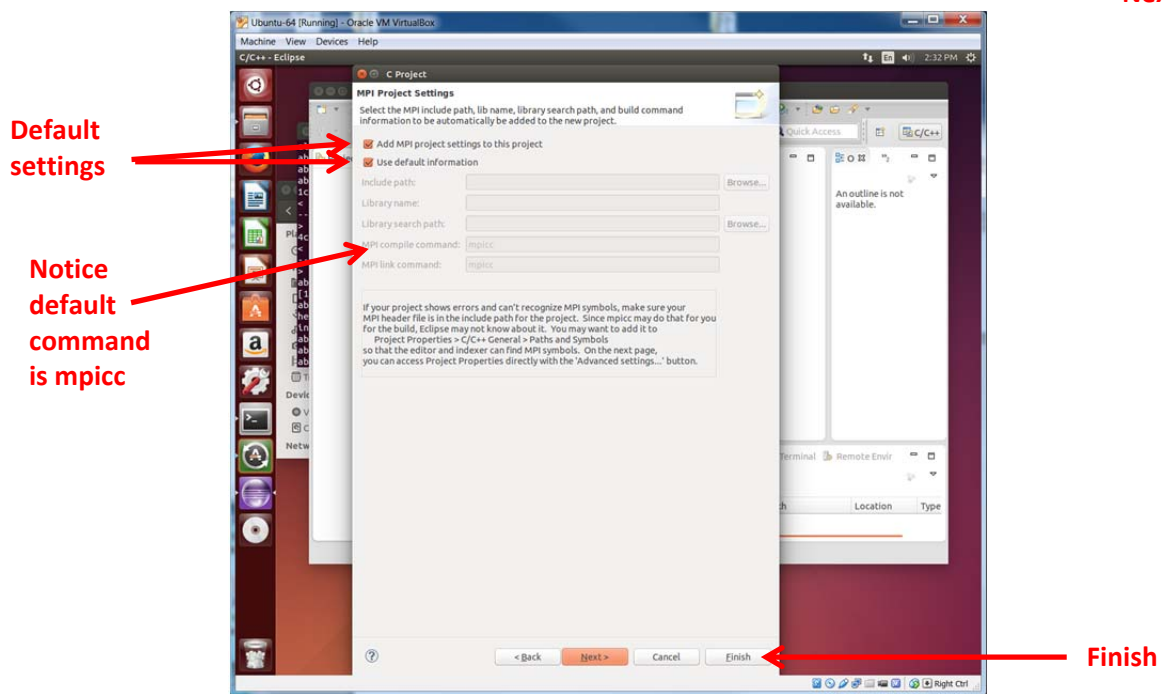 Ubuntu-64 [Running] - Oracle VM VirtualBox
Machine View Devices Help
C/C++ - Eclipse
En
2:32 PM
C Project
MPI Project Settings
Select the MPI include path, lib name, library search path, and build command
information to be automatically be added to the new project.
Quick Access
C/C++
Default
settings
Add MPI project settings to this project
Use default information
Include path:
Browse...
Library name:
Library search path:
Browse...
MPI compile command: mpicc
MPI link command: mpicc
An outline is not
available.
Notice
default
command
is mpicc
If your project shows errors and can't recognize MPI symbols, make sure your
MPI header file is in the include path for the project. Since mpicc may do that for you
for the build, Eclipse may not know about it. You may want to add it to
Project Properties > C/C++ General > Paths and Symbols
so that the editor and indexer can find MPI symbols. On the next page,
you can access Project Properties directly with the 'Advanced settings...' button.
Devic
Netw
Terminal
Remote Envir
Location
Type
< Back
Next >
Cancel
Finish
Finish
Right Ctrl